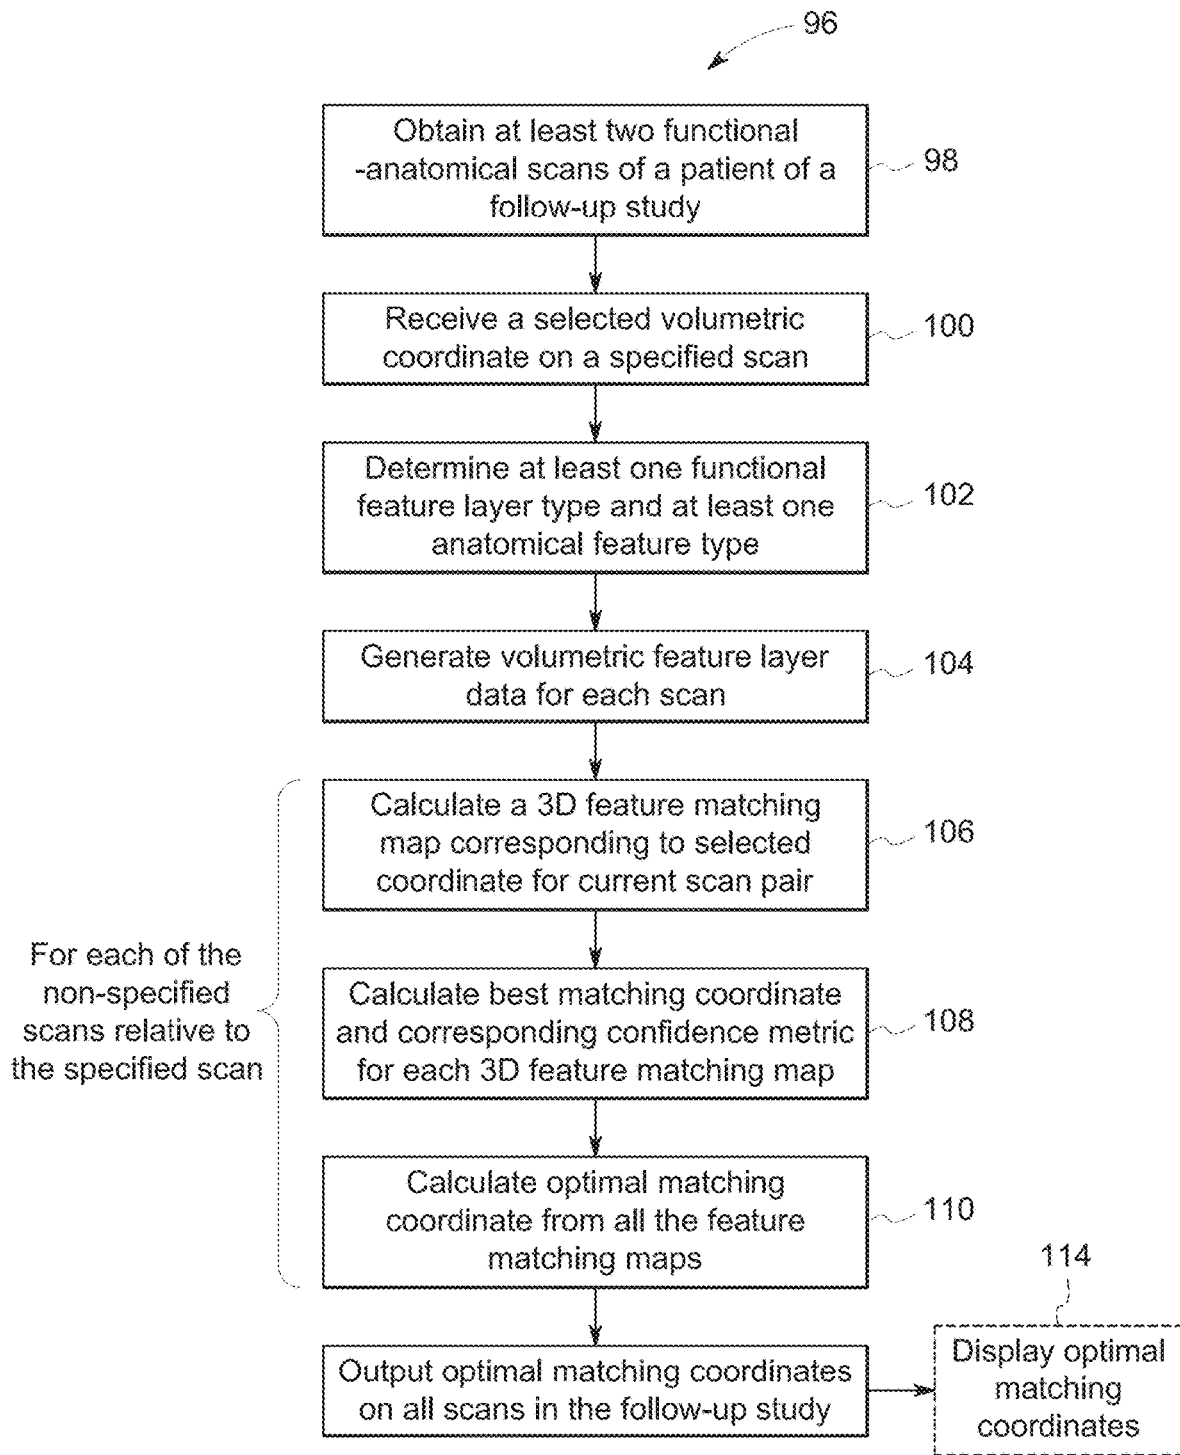 96
Obtain at least two functional
-anatomical scans of a patient of a
follow-up study
98
Receive a selected volumetric
coordinate on a specified scan
100
Determine at least one functional
feature layer type and at least one
anatomical feature type
102
Generate volumetric feature layer
data for each scan
104
Calculate a 3D feature matching
map corresponding to selected
coordinate for current scan pair
106
For each of the
non-specified
scans relative to
the specified scan
Calculate best matching coordinate
and corresponding confidence metric
for each 3D feature matching map
108
Calculate optimal matching
coordinate from all the feature
matching maps
110
Output optimal matching coordinates
on all scans in the follow-up study
114
Display optimal
matching
coordinates